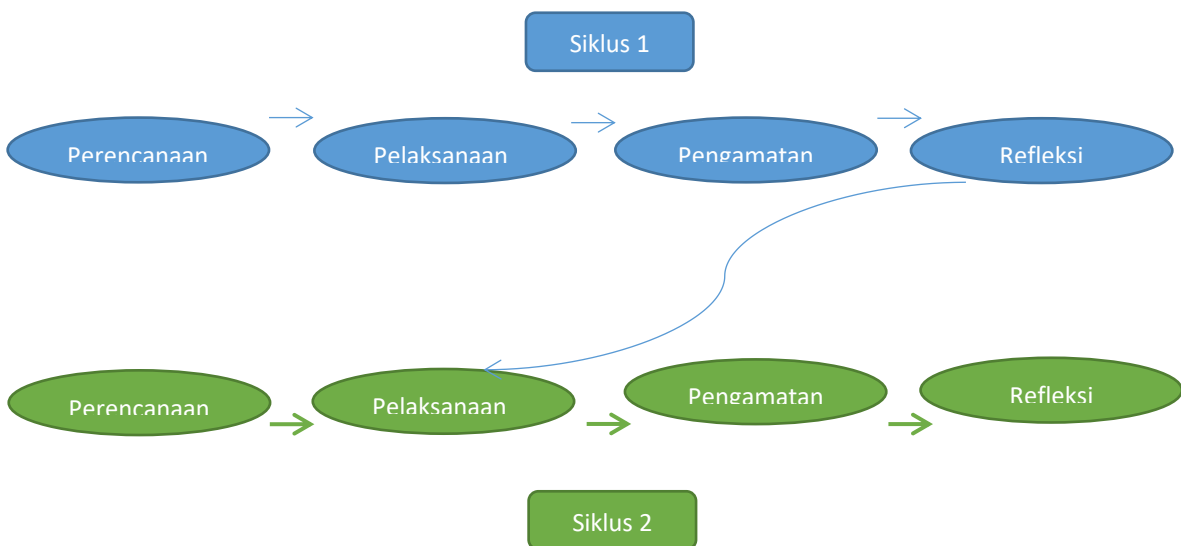 Siklus 1
Perencanaan
Pelaksanaan
Pengamatan
Refleksi
Perencanaan
Pelaksanaan
Pengamatan
Refleksi
Siklus 2